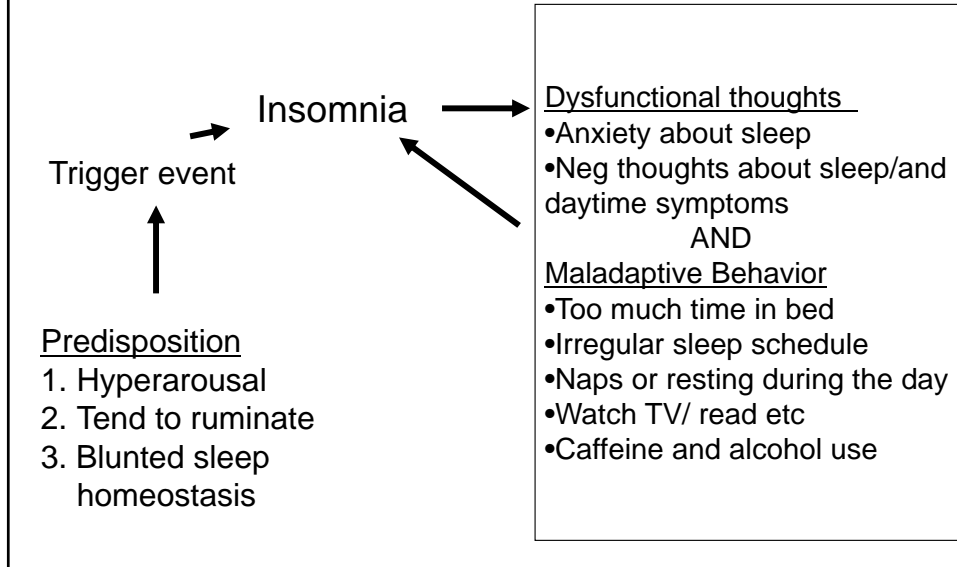 Insomnia
Trigger event
Predisposition
1. Hyperarousal
2. Tend to ruminate
3. Blunted sleep
homeostasis
Dysfunctional thoughts
•Anxiety about sleep
•Neg thoughts about sleep/and
daytime symptoms
AND
Maladaptive Behavior
•Too much time in bed
•Irregular sleep schedule
•Naps or resting during the day
•Watch TV/ read etc
•Caffeine and alcohol use